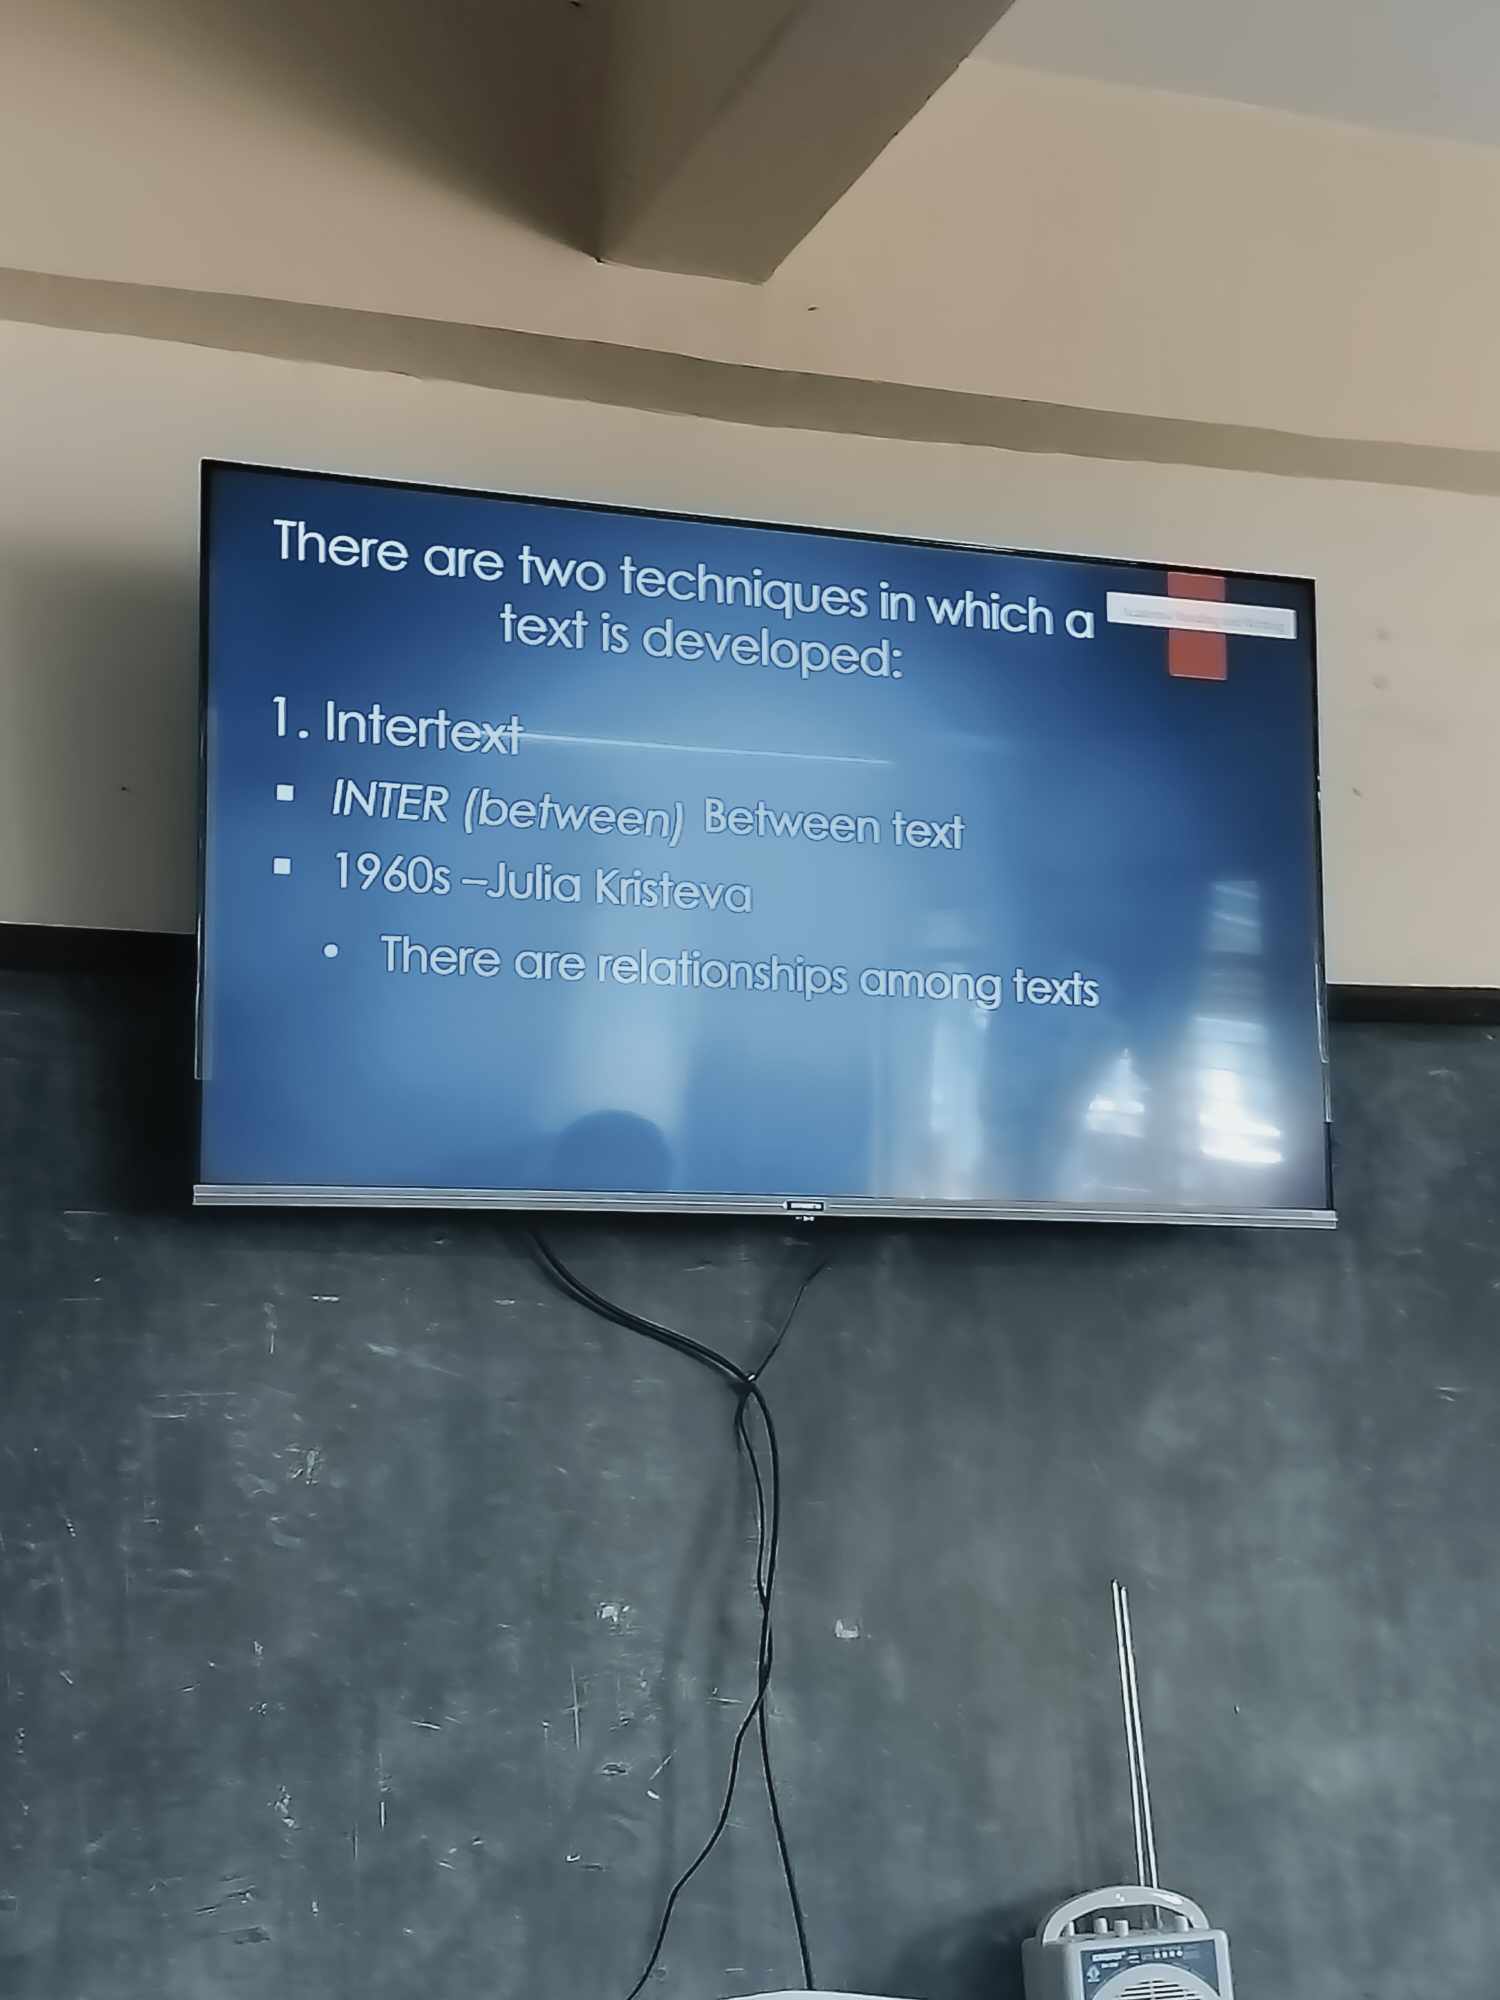 There are two techniques in which a
text is developed:
1. Intertext
▪ INTER (between) Between text
▪ 1960s –Julia Kristeva
• There are relationships among texts